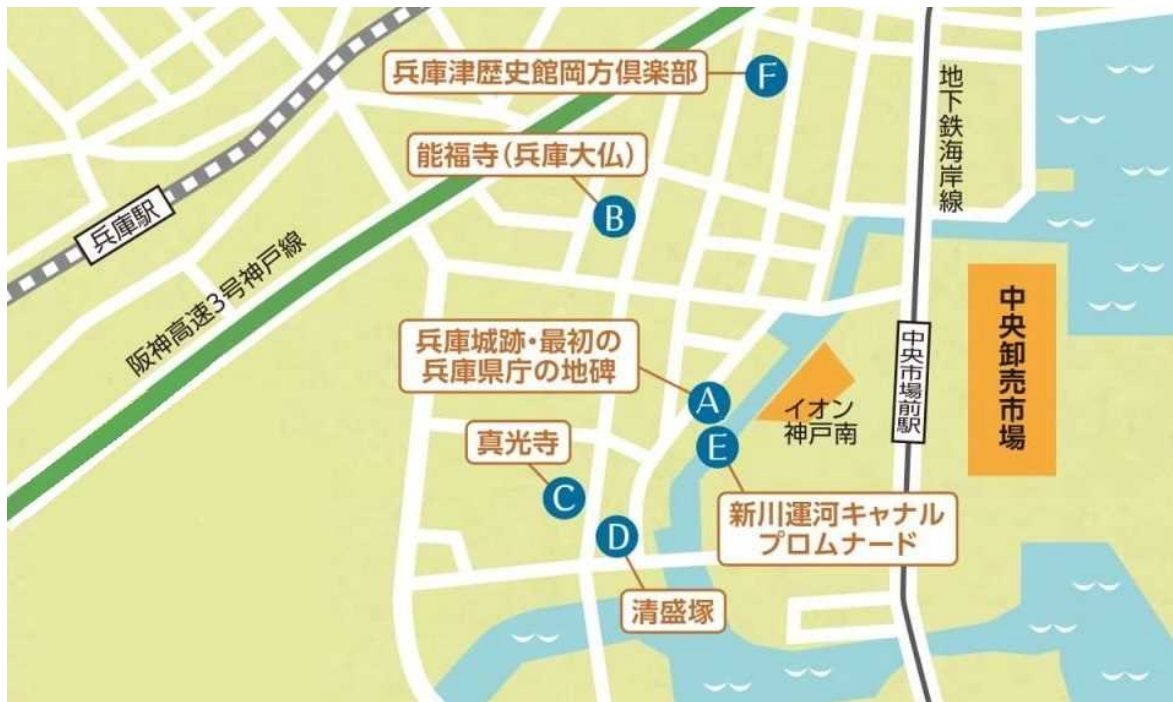 兵庫津歴史館岡方倶楽部
F
地下鉄海岸線
能福寺(兵庫大仏)
B
兵庫駅
阪神高速3号神戸線
中央卸売市場
兵庫城跡・最初の
兵庫県庁の地碑
A
中央市場前駅
イオン
神戸南
E
真光寺
C
新川運河キャナル
プロムナード
D
清盛塚